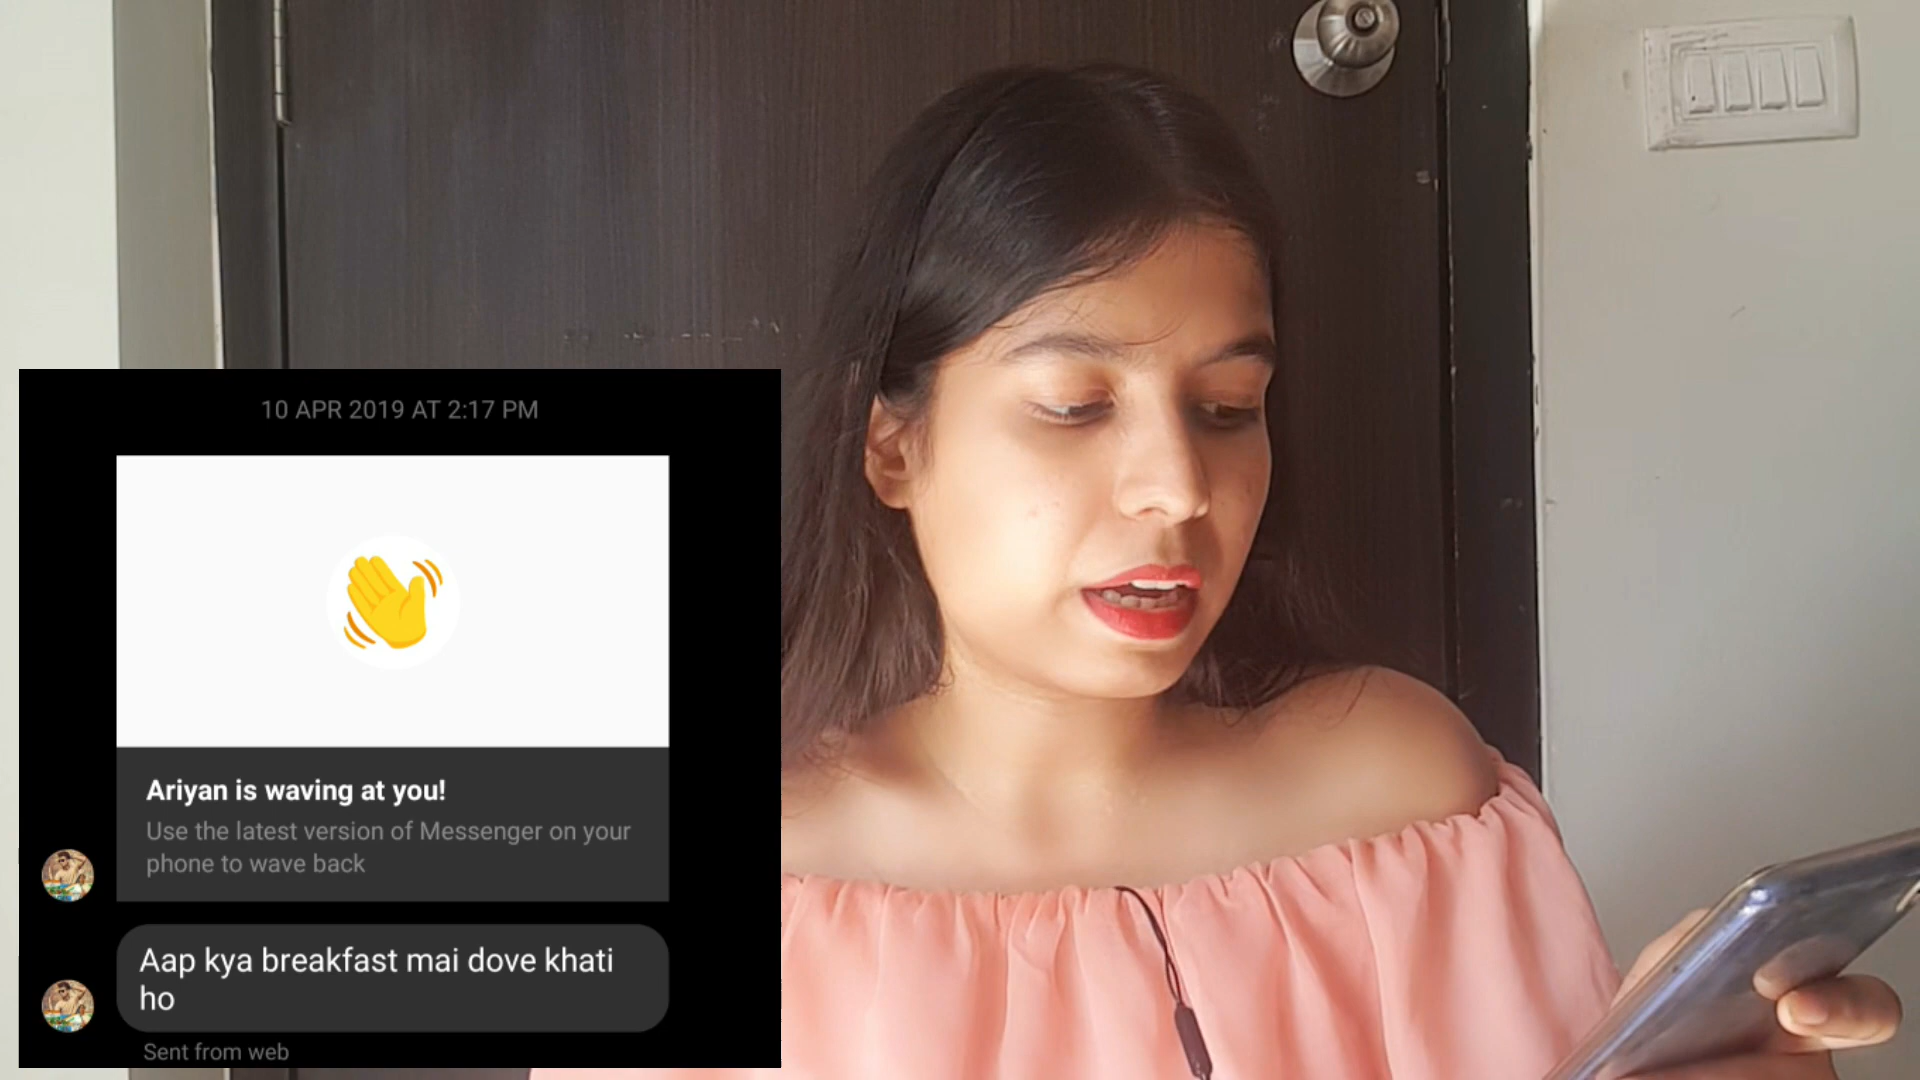 10 APR 2019 AT 2:17 PM
Ariyan is waving at you!
Use the latest version of Messenger on your
phone to wave back
Aap kya breakfast mai dove khati
ho
Sent from web